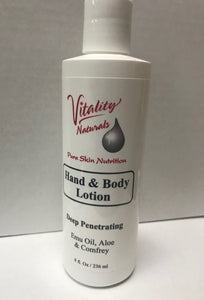 Vitality
Naturals
Pure Skin Nutrition
Hand & Body
Lotion
Deep Penetrating
Emu Oil, Aloe
& Comfrey
8 fl. Oz / 236 ml